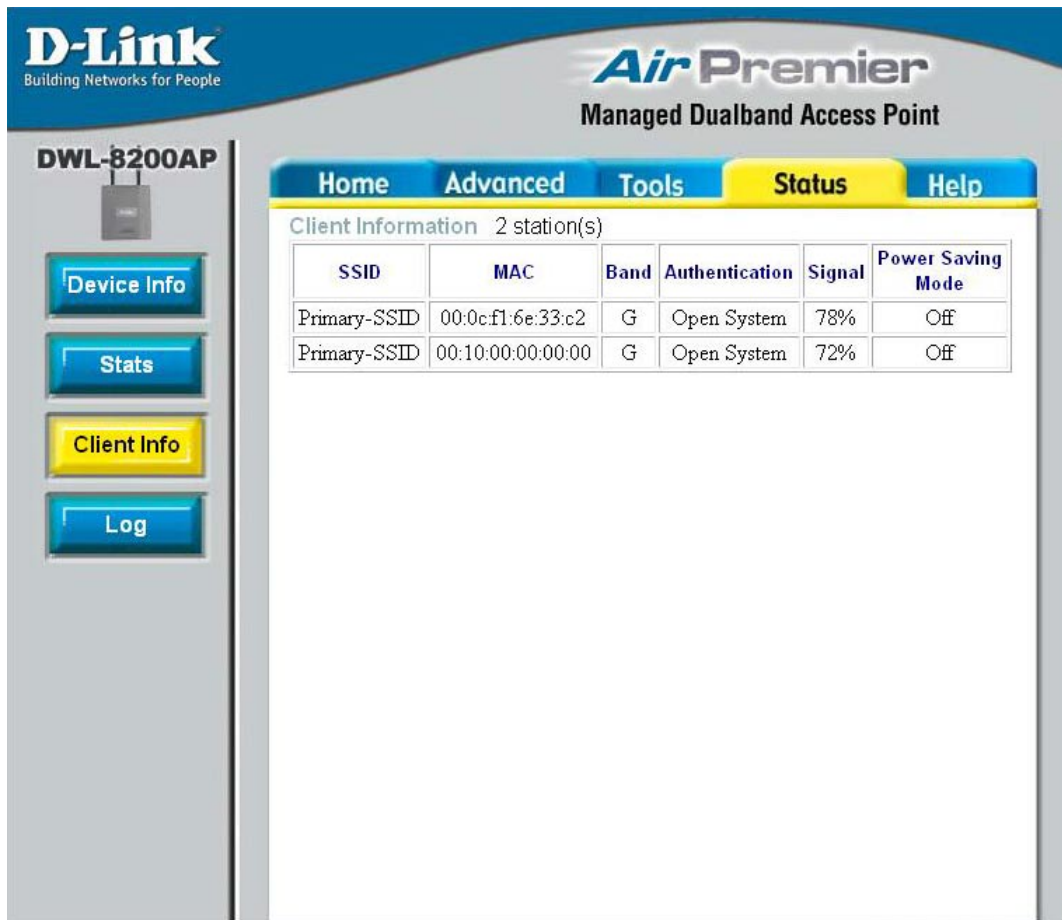 D-Link
Building Networks for People
Air Premier
Managed Dualband Access Point
DWL-8200AP
Home Advanced Tools Status Help
Client Information 2 station(s)
SSID MAC Band Authentication Signal Power Saving Mode
Primary-SSID 00:0c:f1:6e:33:c2 G Open System 78% Off
Primary-SSID 00:10:00:00:00:00 G Open System 72% Off
Device Info
Stats
Client Info
Log